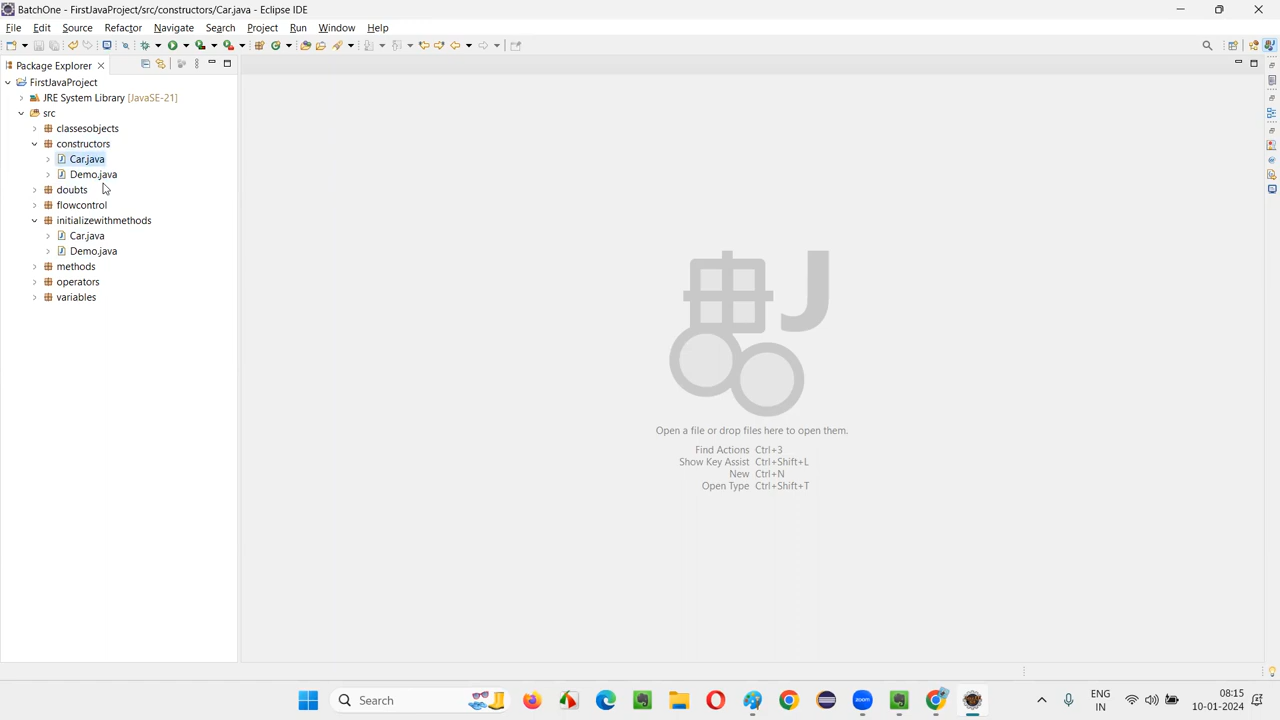 BatchOne - FirstJavaProject/src/constructors/Car.java - Eclipse IDE
File Edit Source Refactor Navigate Search Project Run Window Help
Package Explorer
FirstJavaProject
JRE System Library [JavaSE-21]
src
classesobjects
constructors
Car.java
Demo.java
doubts
flowcontrol
initializewithmethods
Car.java
Demo.java
methods
operators
variables
Open a file or drop files here to open them.
Find Actions Ctrl+3
Show Key Assist Ctrl+Shift+L
New Ctrl+N
Open Type Ctrl+Shift+T
Search
ENG
IN
08:15
10-01-2024